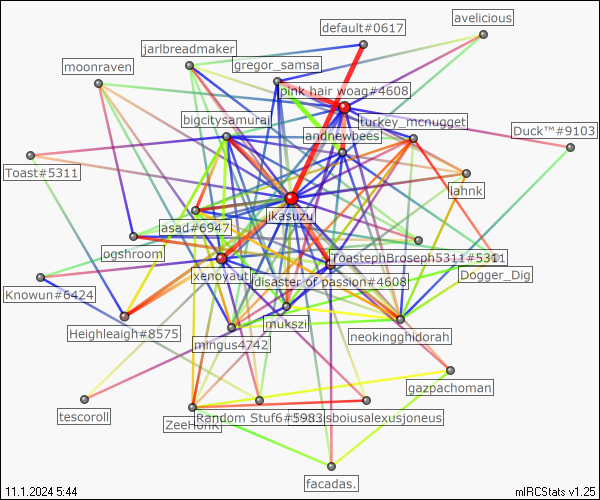 avelicious
default#0617
jarlbreadmaker
gregor_samsa
moonraven
pink hair woag#4608
bigcitysamurai
turkey_mcnugget
Duck™#9103
andnewbees
Toast#5311
lahnk
ikasuzu
asad#6947
ogshroom
ToastephBroseph5311#5311
xenoyaut
disaster of passion#4608
Dogger_Dig
Knowun#6424
mukszil
Heighleaigh#8575
neokingghidorah
mingus4742
gazpachoman
tescoroll
ZeeHonk
Random Stuf6#5983
sboiusalexusjoneus
facadas.
11.1.2024 5:44
mIRCStats v1.25